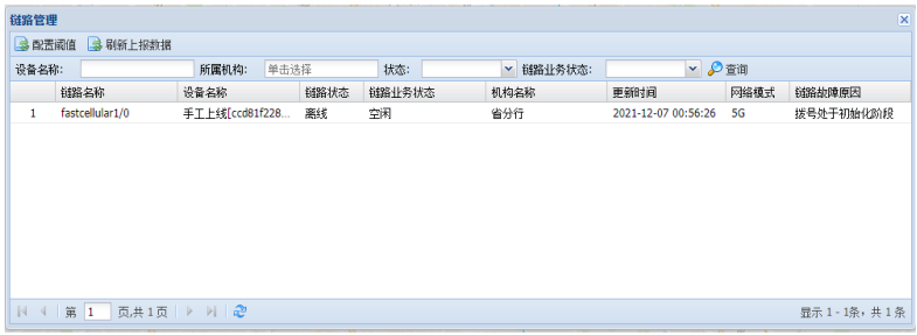 链路管理
配置阈值 刷新上报数据
设备名称: 所属机构: 单击选择 状态: 链路业务状态: 查询
链路名称 设备名称 链路状态 链路业务状态 机构名称 更新时间 网络模式 链路故障原因
1 fastcellular1/0 手工上线[ccd81f228... 离线 空闲 省分行 2021-12-07 00:56:26 5G 拨号处于初始化阶段
第 1 页,共 1 页 显示 1 - 1条，共 1 条